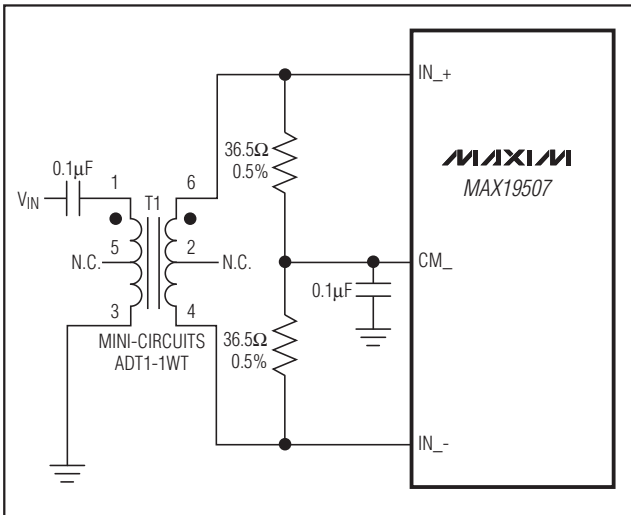 IN_+
36.5Ω
0.5%
MAXIM
MAX19507
0.1µF
1
6
VIN
T1
5
2
N.C.
N.C.
CM_
0.1µF
3
4
MINI-CIRCUITS
ADT1-1WT
36.5Ω
0.5%
IN_-